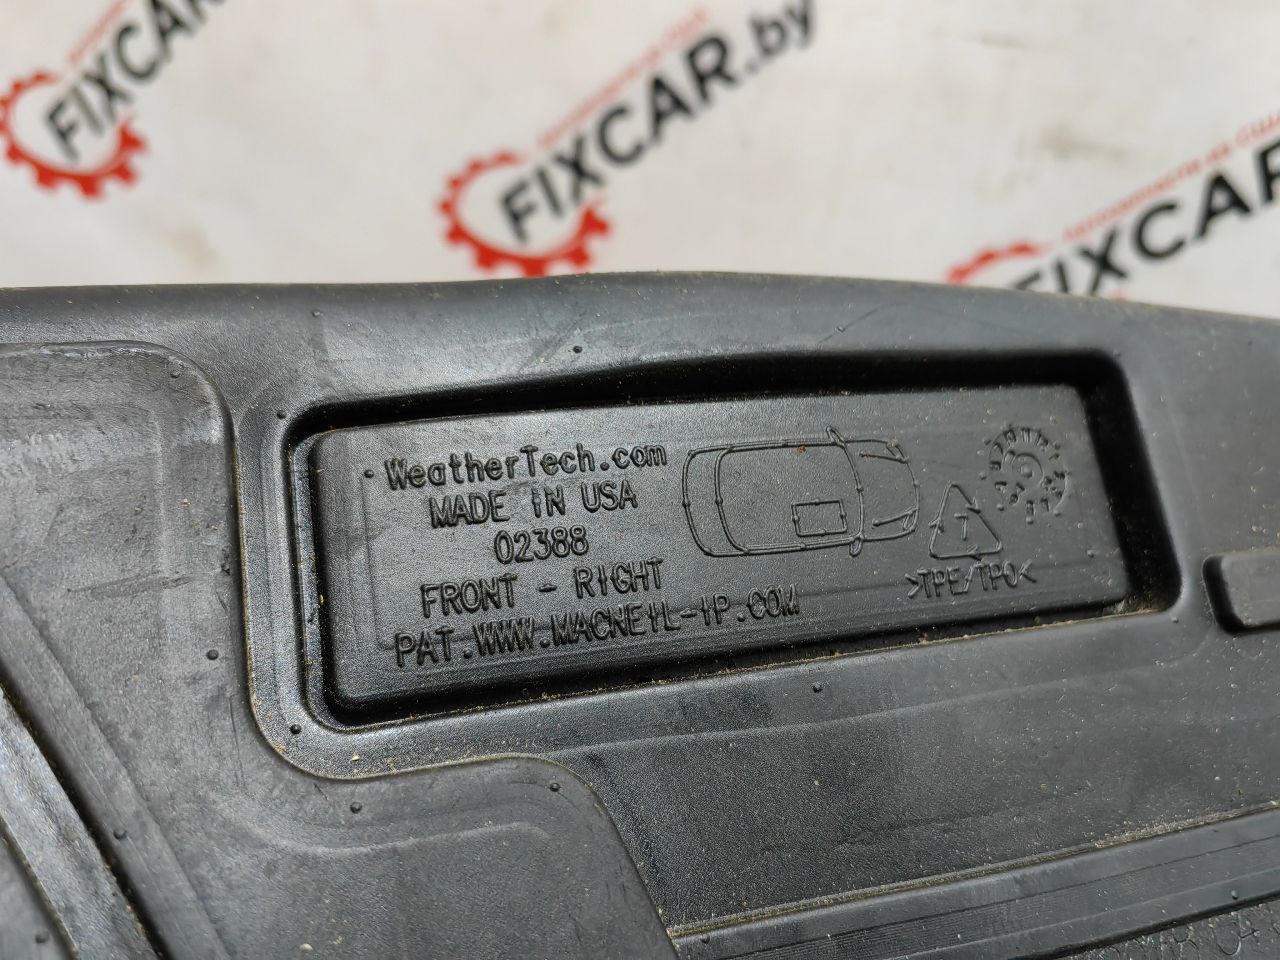 FIXCAR
FIXCAR.by
FIXCAR
WeatherTech.com
MADE IN USA
02388
FRONT - RIGHT
PAT.WWW.MACNEIL-IP.COM
7
>TPE/TPO<